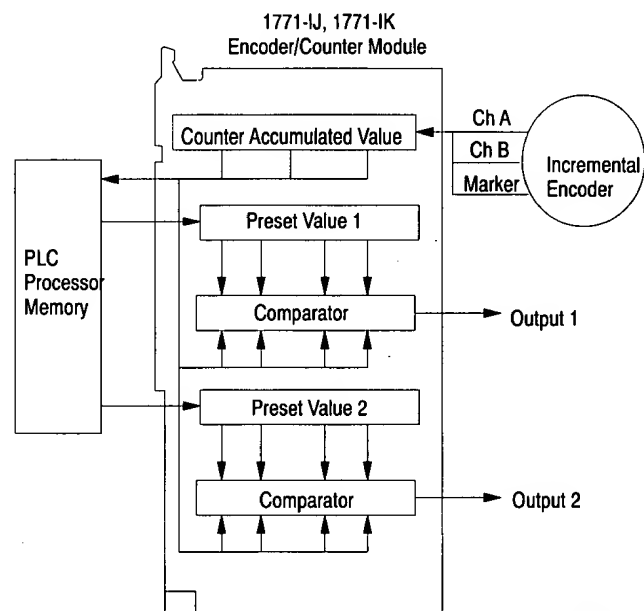 1771-IJ, 1771-IK
Encoder/Counter Module
Counter Accumulated Value
Ch A
Ch B
Marker
Incremental
Encoder
PLC
Processor
Memory
Preset Value 1
Comparator
Output 1
Preset Value 2
Comparator
Output 2